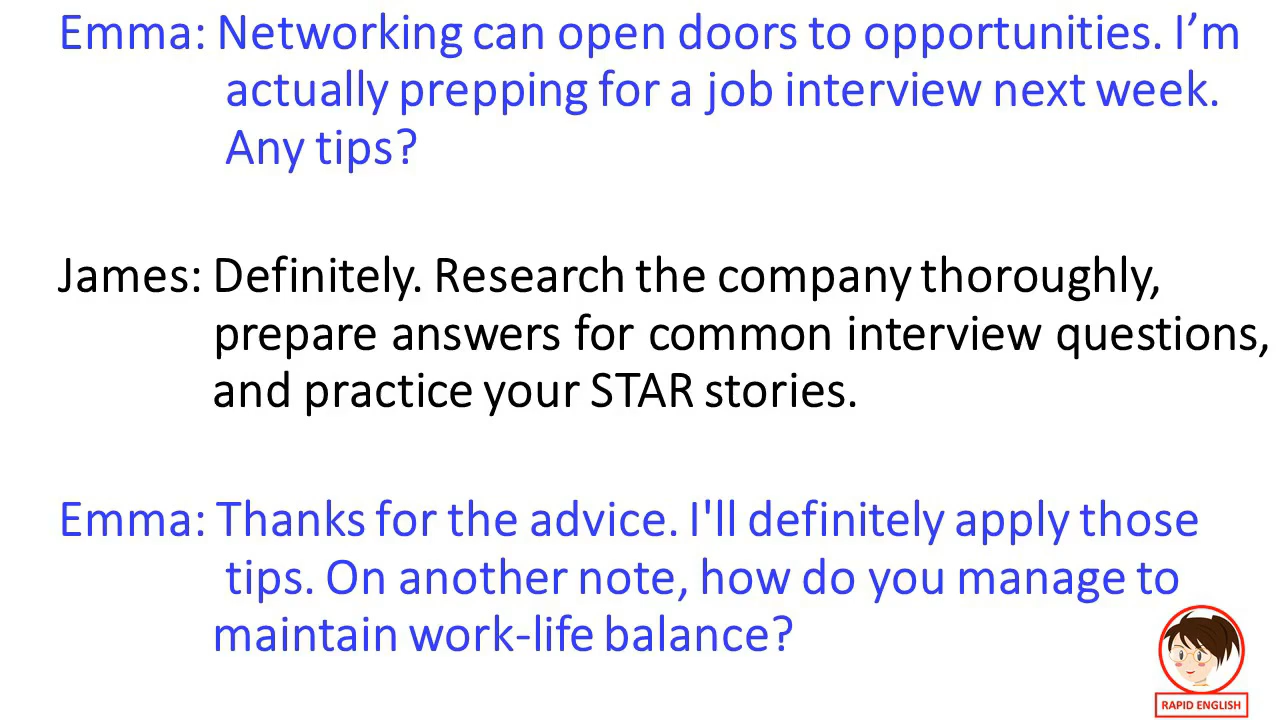 Emma: Networking can open doors to opportunities. I’m
actually prepping for a job interview next week.
Any tips?
James: Definitely. Research the company thoroughly,
prepare answers for common interview questions,
and practice your STAR stories.
Emma: Thanks for the advice. I'll definitely apply those
tips. On another note, how do you manage to
maintain work-life balance?
RAPID ENGLISH